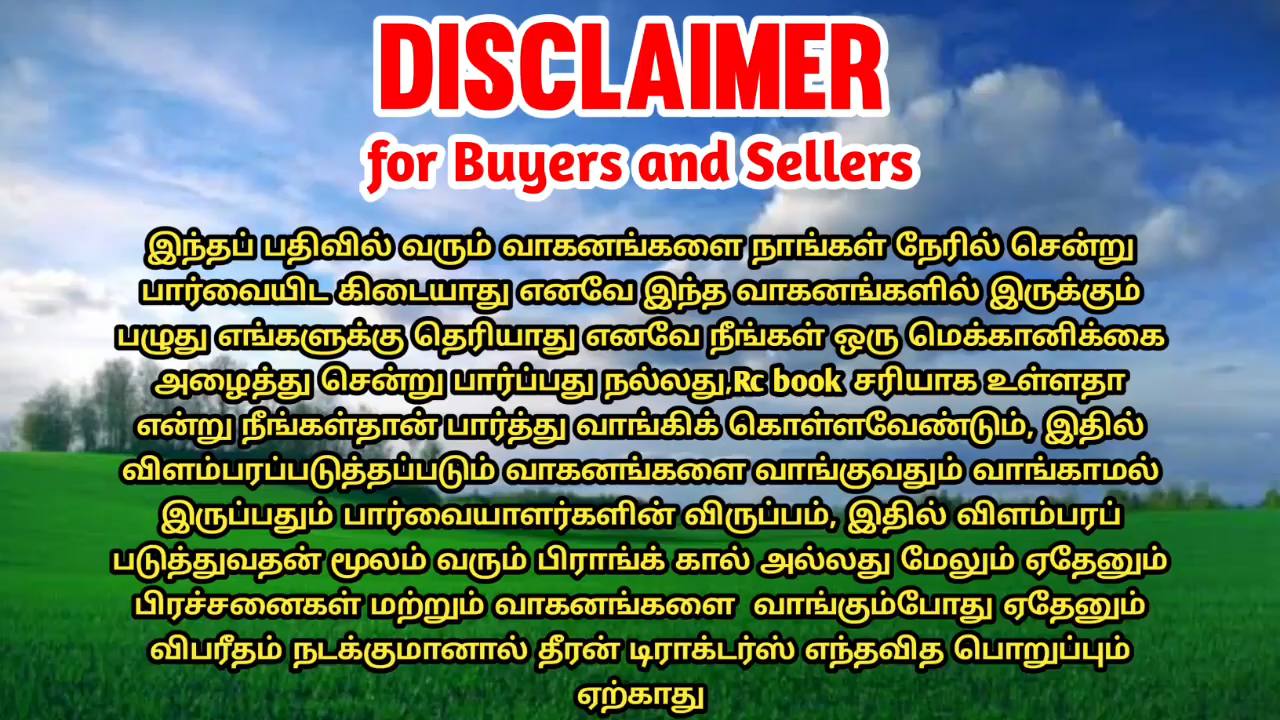 DISCLAIMER
for Buyers and Sellers
இந்தப் பதிவில் வரும் வாகனங்களை நாங்கள் நேரில் சென்று
பார்வையிட கிடையாது எனவே இந்த வாகனங்களில் இருக்கும்
பழுது எங்களுக்கு தெரியாது எனவே நீங்கள் ஒரு மெக்கானிக்கை
அழைத்து சென்று பார்ப்பது நல்லது,Rc book சரியாக உள்ளதா
என்று நீங்கள்தான் பார்த்து வாங்கிக் கொள்ளவேண்டும், இதில்
விளம்பரப்படுத்தப்படும் வாகனங்களை வாங்குவதும் வாங்காமல்
இருப்பதும் பார்வையாளர்களின் விருப்பம், இதில் விளம்பரப்
படுத்துவதன் மூலம் வரும் பிராங்க் கால் அல்லது மேலும் ஏதேனும்
பிரச்சனைகள் மற்றும் வாகனங்களை வாங்கும்போது ஏதேனும்
விபரீதம் நடக்குமானால் தீரன் டிராக்டர்ஸ் எந்தவித பொறுப்பும்
ஏற்காது